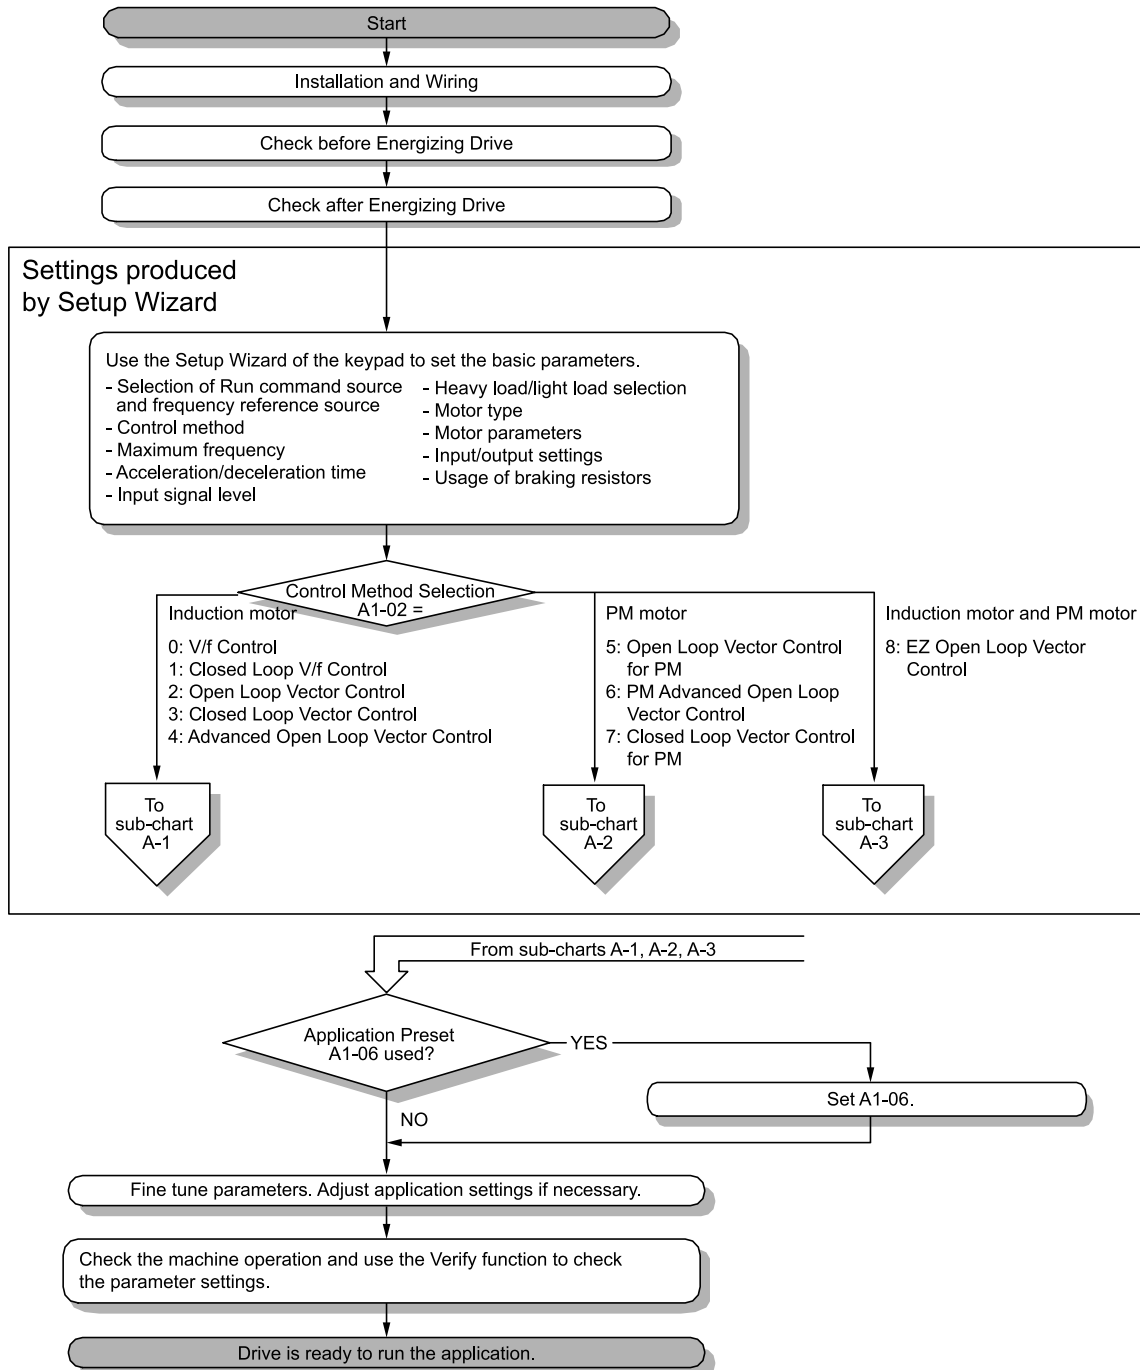 Start
Installation and Wiring
Check before Energizing Drive
Check after Energizing Drive
Settings produced
by Setup Wizard
Use the Setup Wizard of the keypad to set the basic parameters.
- Selection of Run command source
and frequency reference source
- Control method
- Maximum frequency
- Acceleration/deceleration time
- Input signal level
- Heavy load/light load selection
- Motor type
- Motor parameters
- Input/output settings
- Usage of braking resistors
Control Method Selection
A1-02 =
Induction motor
0: V/f Control
1: Closed Loop V/f Control
2: Open Loop Vector Control
3: Closed Loop Vector Control
4: Advanced Open Loop Vector Control
PM motor
5: Open Loop Vector Control
for PM
6: PM Advanced Open Loop
Vector Control
7: Closed Loop Vector Control
for PM
Induction motor and PM motor
8: EZ Open Loop Vector
Control
To
sub-chart
A-1
To
sub-chart
A-2
To
sub-chart
A-3
From sub-charts A-1, A-2, A-3
Application Preset
A1-06 used?
YES
Set A1-06.
NO
Fine tune parameters. Adjust application settings if necessary.
Check the machine operation and use the Verify function to check
the parameter settings.
Drive is ready to run the application.